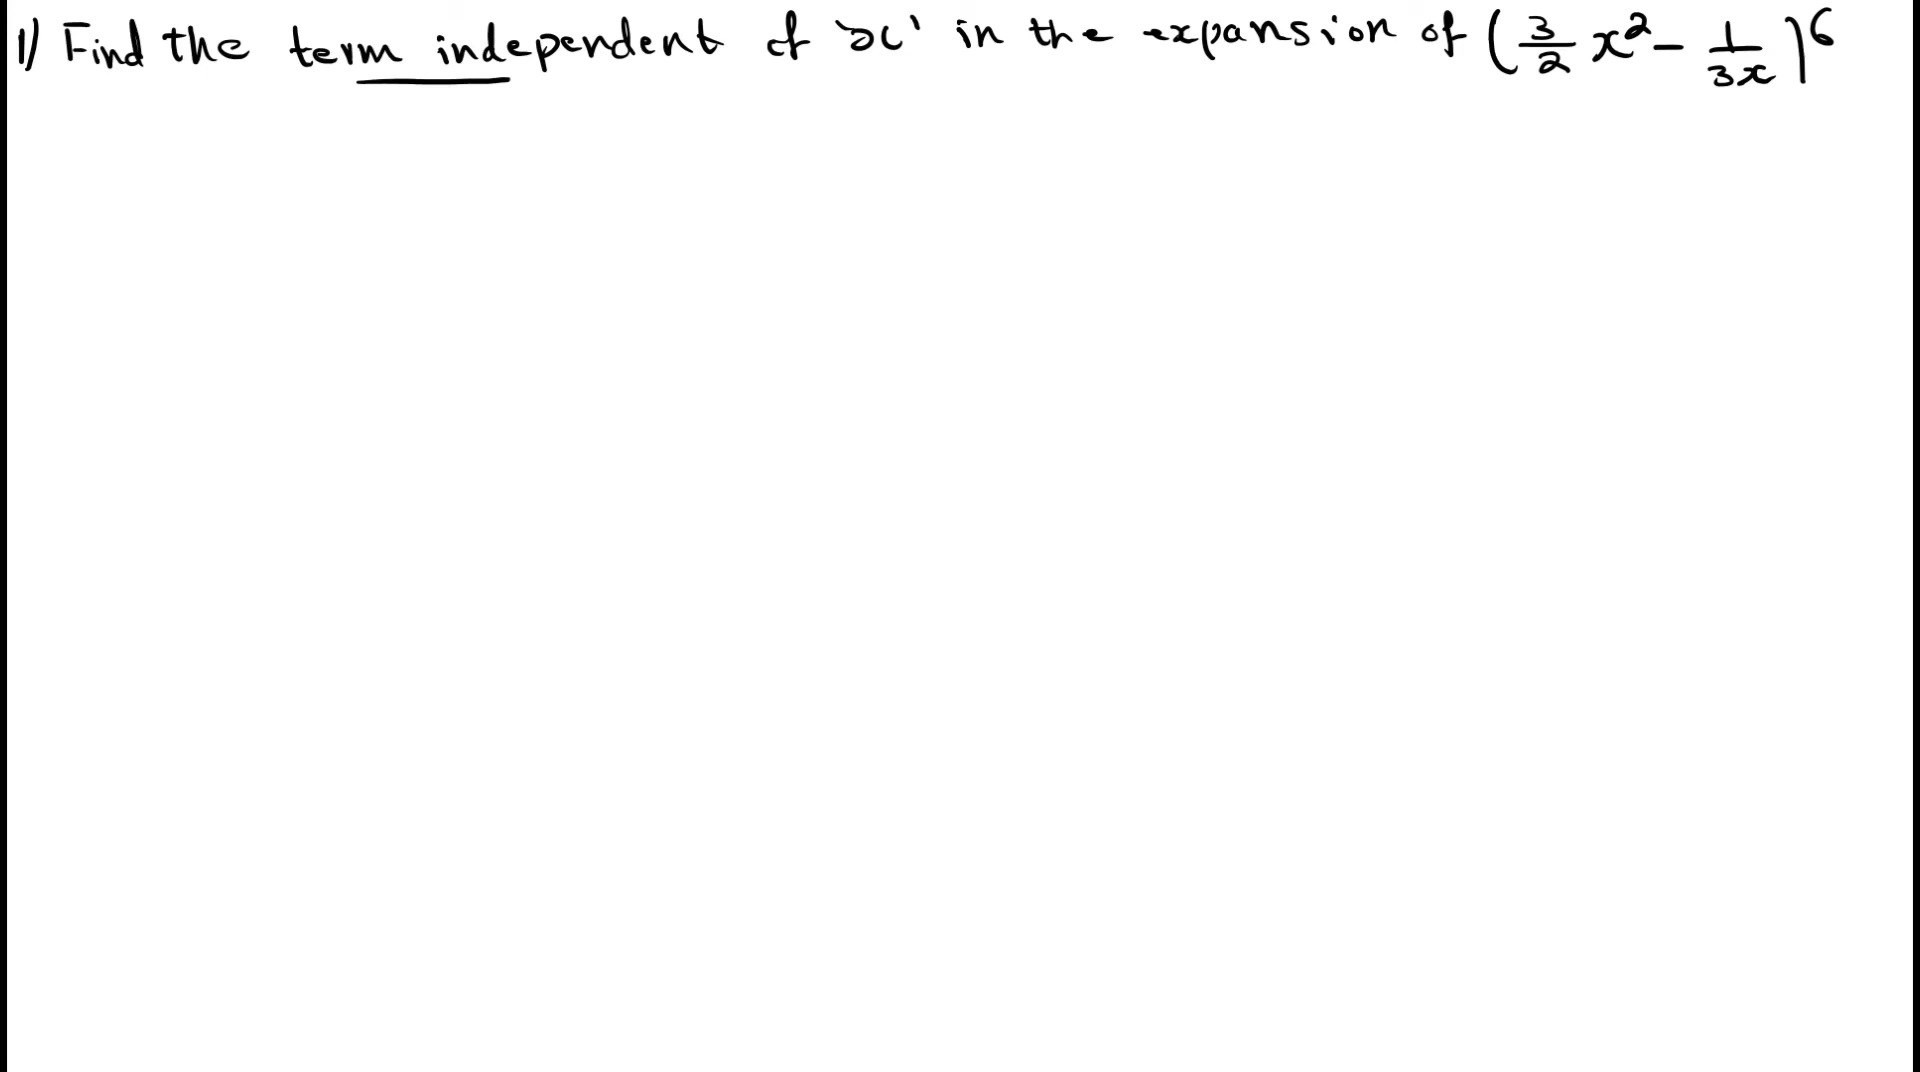 1) Find the term independent of 'x' in the expansion of (3/2 x² - 1/3x)⁶